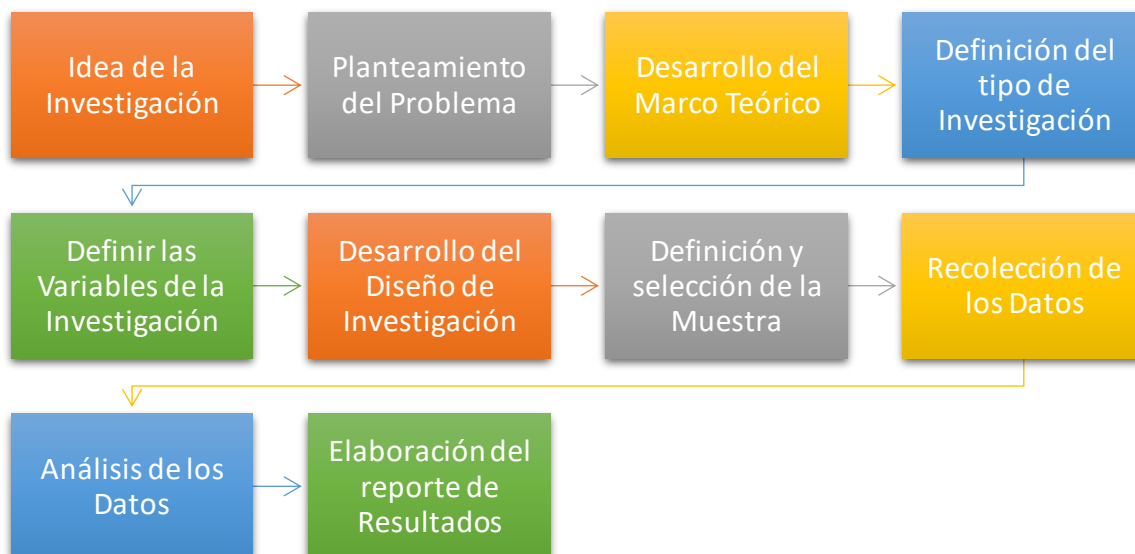 Idea de la
Investigación
Planteamiento
del Problema
Desarrollo del
Marco Teórico
Definición del
tipo de
Investigación
Definir las
Variables de la
Investigación
Desarrollo del
Diseño de
Investigación
Definición y
selección de la
Muestra
Recolección de
los Datos
Análisis de los
Datos
Elaboración del
reporte de
Resultados